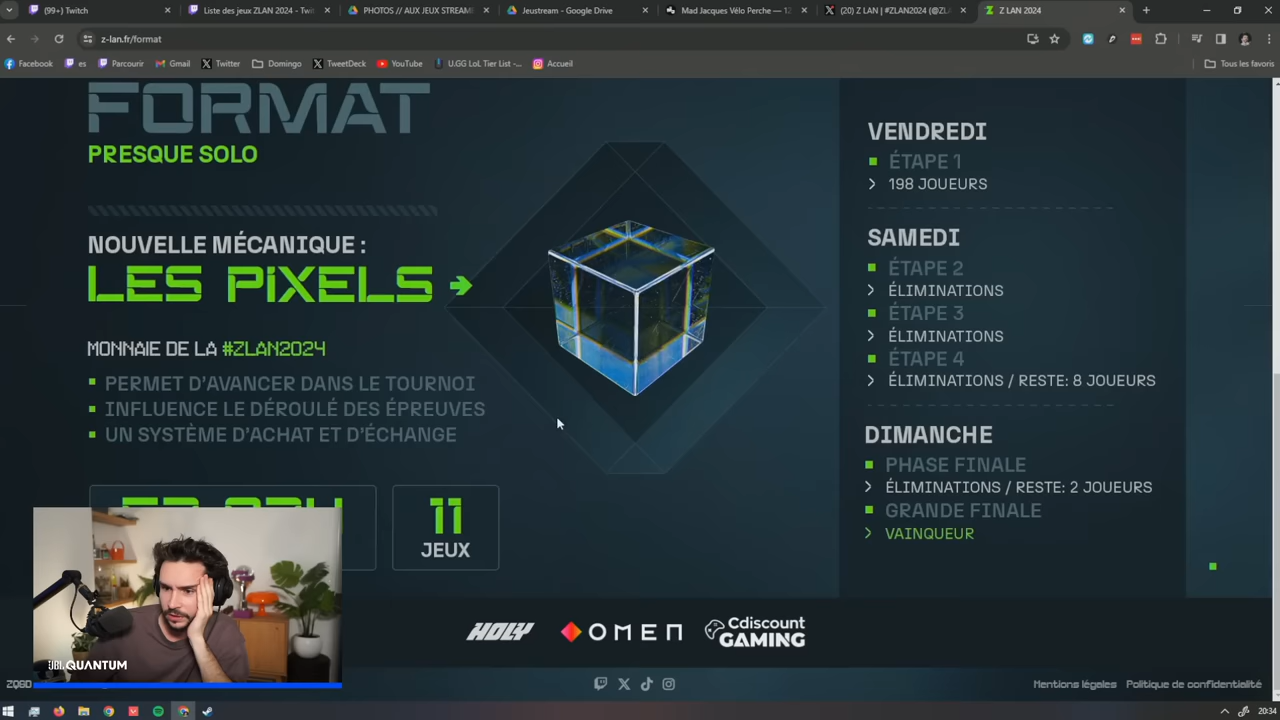 (99+) Twitch
Liste des jeux ZLAN 2024 - Twi
PHOTOS // AUX JEUX STREAM
Jeustream - Google Drive
Mad Jacques Vélo Perche — 1
(20) Z LAN | #ZLAN2024 (@ZL
Z LAN 2024
z-lan.fr/format
Facebook
es
Parcourir
Gmail
Twitter
Domingo
TweetDeck
YouTube
U.GG LoL Tier List -...
Accueil
Tous les favoris
FORMAT
PRESQUE SOLO
NOUVELLE MÉCANIQUE :
LES PIXELS
MONNAIE DE LA #ZLAN2024
PERMET D'AVANCER DANS LE TOURNOI
INFLUENCE LE DÉROULÉ DES ÉPREUVES
UN SYSTÈME D'ACHAT ET D'ÉCHANGE
11
JEUX
VENDREDI
ÉTAPE 1
198 JOUEURS
SAMEDI
ÉTAPE 2
ÉLIMINATIONS
ÉTAPE 3
ÉLIMINATIONS
ÉTAPE 4
ÉLIMINATIONS / RESTE: 8 JOUEURS
DIMANCHE
PHASE FINALE
ÉLIMINATIONS / RESTE: 2 JOUEURS
GRANDE FINALE
VAINQUEUR
HOLY
OMEN
Cdiscount
GAMING
QUANTUM
Mentions légales
Politique de confidentialité
20:34